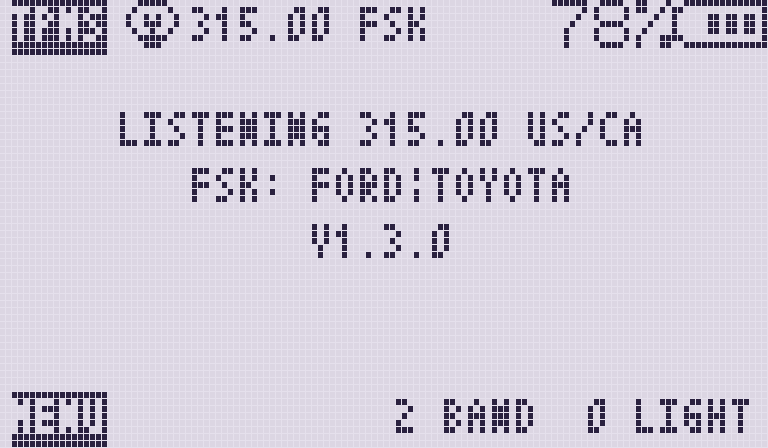 315.00 FSK 78%
LISTENING 315.00 US/CA
FSK: FORD¦TOYOTA
V1.3.0
2 BAND 0 LIGHT